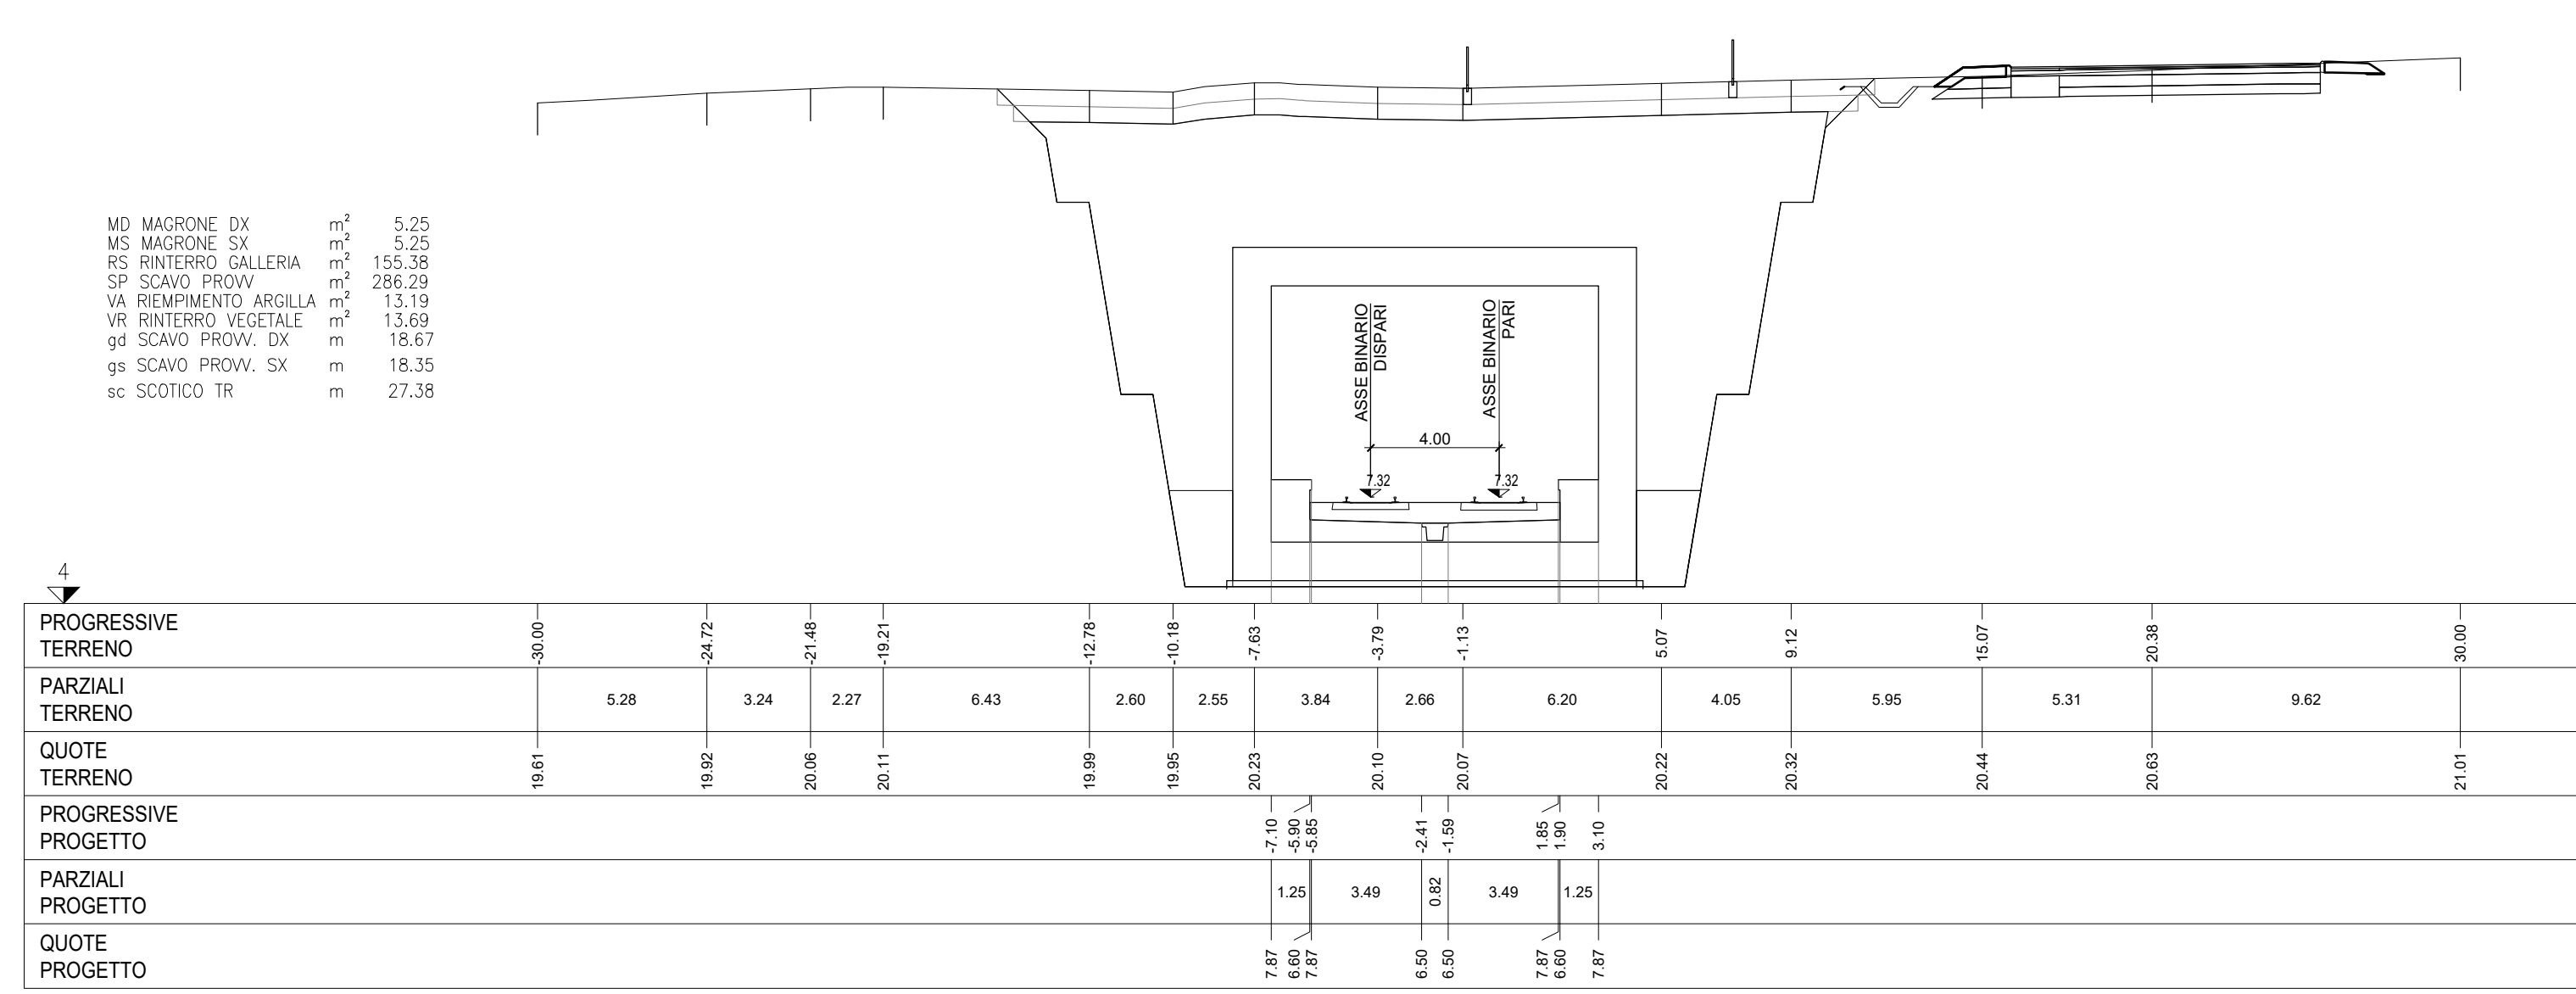 MD MAGRONE DX m² 5.25
MS MAGRONE SX m² 5.25
RS RINTERRO GALLERIA m² 155.38
SP SCAVO PROVV m² 286.29
VA RIEMPIMENTO ARGILLA m² 13.19
VR RINTERRO VEGETALE m² 13.69
gd SCAVO PROVV. DX m 18.67
gs SCAVO PROVV. SX m 18.35
sc SCOTICO TR m 27.38
ASSE BINARIO
DISPARI
ASSE BINARIO
PARI
4.00
7.32 7.32
4
PROGRESSIVE
TERRENO
-30.00 -24.72 -21.48 -19.21 -12.78 -10.18 -7.63 -3.79 -1.13 5.07 9.12 15.07 20.38 30.00
PARZIALI
TERRENO
5.28 3.24 2.27 6.43 2.60 2.55 3.84 2.66 6.20 4.05 5.95 5.31 9.62
QUOTE
TERRENO
19.61 19.92 20.06 20.11 19.99 19.95 20.23 20.10 20.07 20.22 20.32 20.44 20.63 21.01
PROGRESSIVE
PROGETTO
-7.10 -5.90 -5.85 -2.41 -1.59 1.85 1.90 3.10
PARZIALI
PROGETTO
1.25 3.49 0.82 3.49 1.25
QUOTE
PROGETTO
7.87 6.60 7.87 6.50 6.50 7.87 6.60 7.87